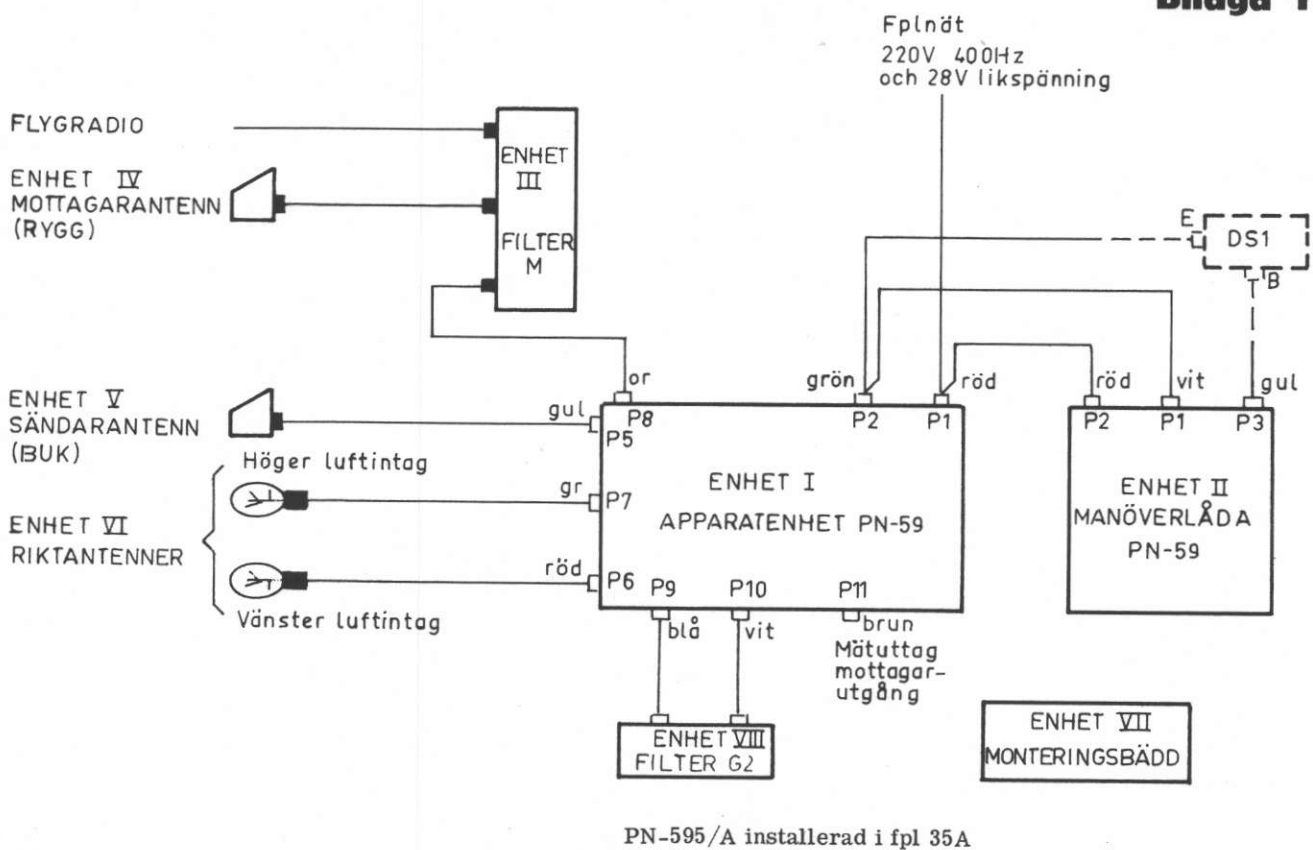 Bilaga 1
Fplnät
220V 400Hz
och 28V likspänning
FLYGRADIO
ENHET IV
MOTTAGARANTENN
(RYGG)
ENHET
III
FILTER
M
E
DS1
B
or
grön
röd
röd
vit
gul
ENHET V
SÄNDARANTENN
(BUK)
gul
P8
P5
P2
P1
P2
P1
P3
Höger luftintag
gr
P7
ENHET I
APPARATENHET PN-59
ENHET II
MANÖVERLÅDA
PN-59
ENHET VI
RIKTANTENNER
röd
P6
P9
P10
P11
Vänster luftintag
blå
vit
brun
Mätuttag
mottagar-
utgång
ENHET VIII
FILTER G2
ENHET VII
MONTERINGSBÄDD
PN-595/A installerad i fpl 35A